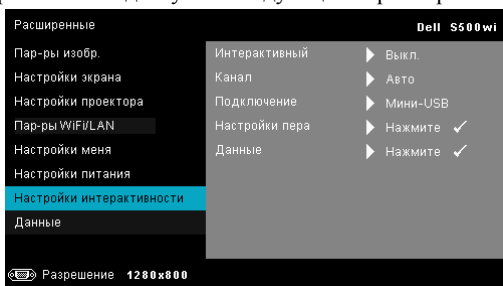 Расширенные Dell S500wi
Пар-ры изобр. Интерактивный Выкл.
Настройки экрана Канал Авто
Настройки проектора Подключение Мини-USB
Пар-ры WiFi/LAN Настройки пера Нажмите ✓
Настройки меня Данные Нажмите ✓
Настройки питания
Настройки интерактивности
Данные
Разрешение 1280x800